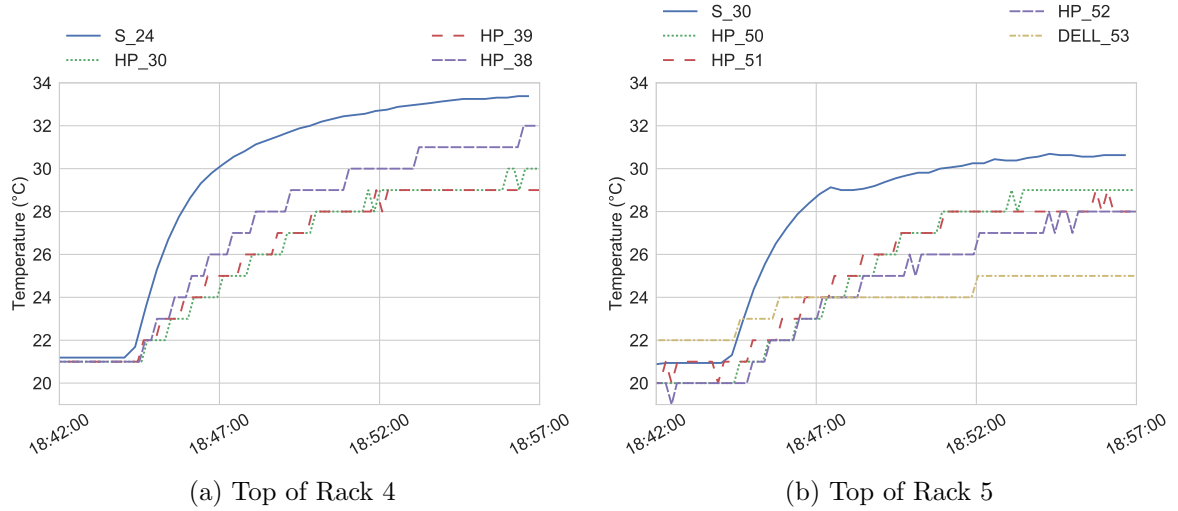 S_24
HP_30
HP_39
HP_38
Temperature (°C)
34
32
30
28
26
24
22
20
18:42:00
18:47:00
18:52:00
18:57:00
(a) Top of Rack 4
S_30
HP_50
HP_51
HP_52
DELL_53
Temperature (°C)
34
32
30
28
26
24
22
20
18:42:00
18:47:00
18:52:00
18:57:00
(b) Top of Rack 5